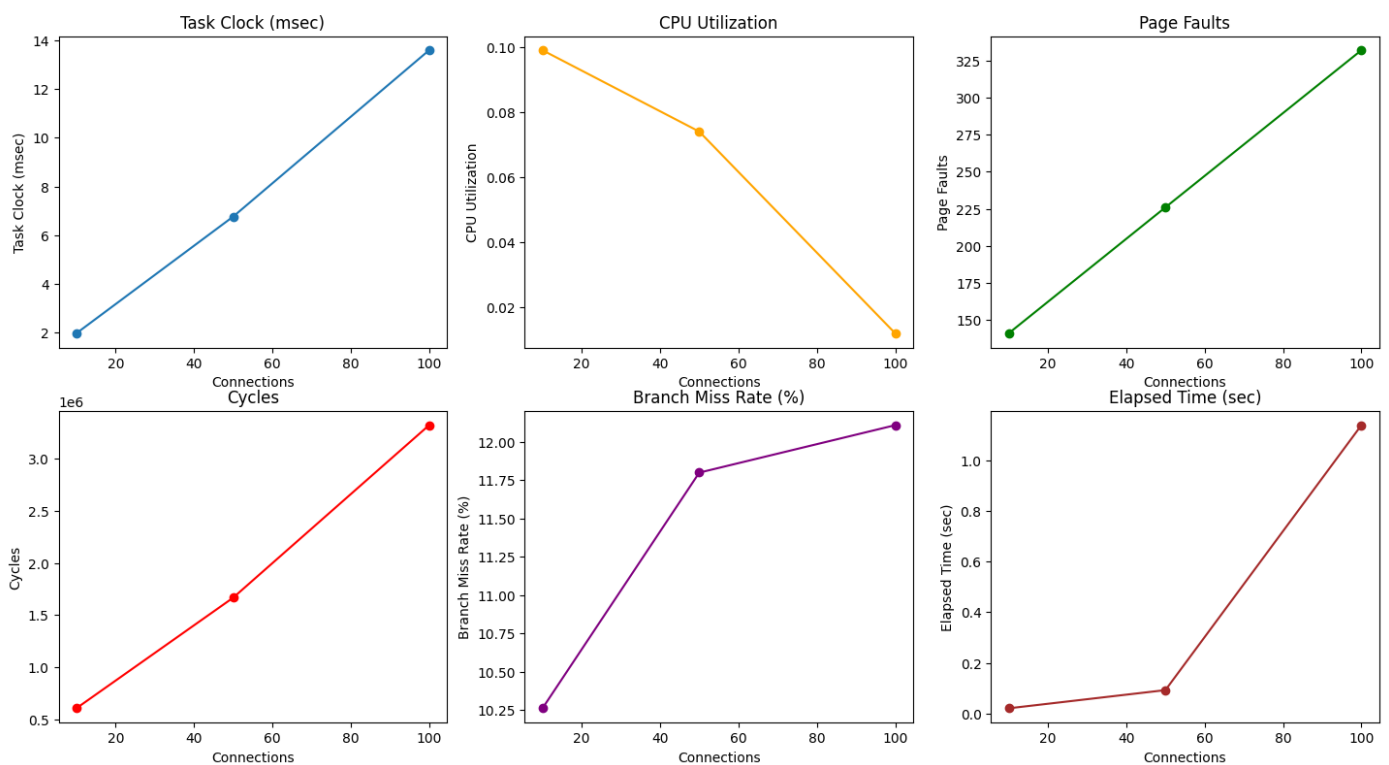 Task Clock (msec)
Task Clock (msec)
14
12
10
8
6
4
2
20 40 60 80 100
Connections
CPU Utilization
CPU Utilization
0.10
0.08
0.06
0.04
0.02
20 40 60 80 100
Connections
Page Faults
Page Faults
325
300
275
250
225
200
175
150
20 40 60 80 100
Connections
Cycles
1e6
Cycles
3.0
2.5
2.0
1.5
1.0
0.5
20 40 60 80 100
Connections
Branch Miss Rate (%)
Branch Miss Rate (%)
12.00
11.75
11.50
11.25
11.00
10.75
10.50
10.25
20 40 60 80 100
Connections
Elapsed Time (sec)
Elapsed Time (sec)
1.0
0.8
0.6
0.4
0.2
0.0
20 40 60 80 100
Connections